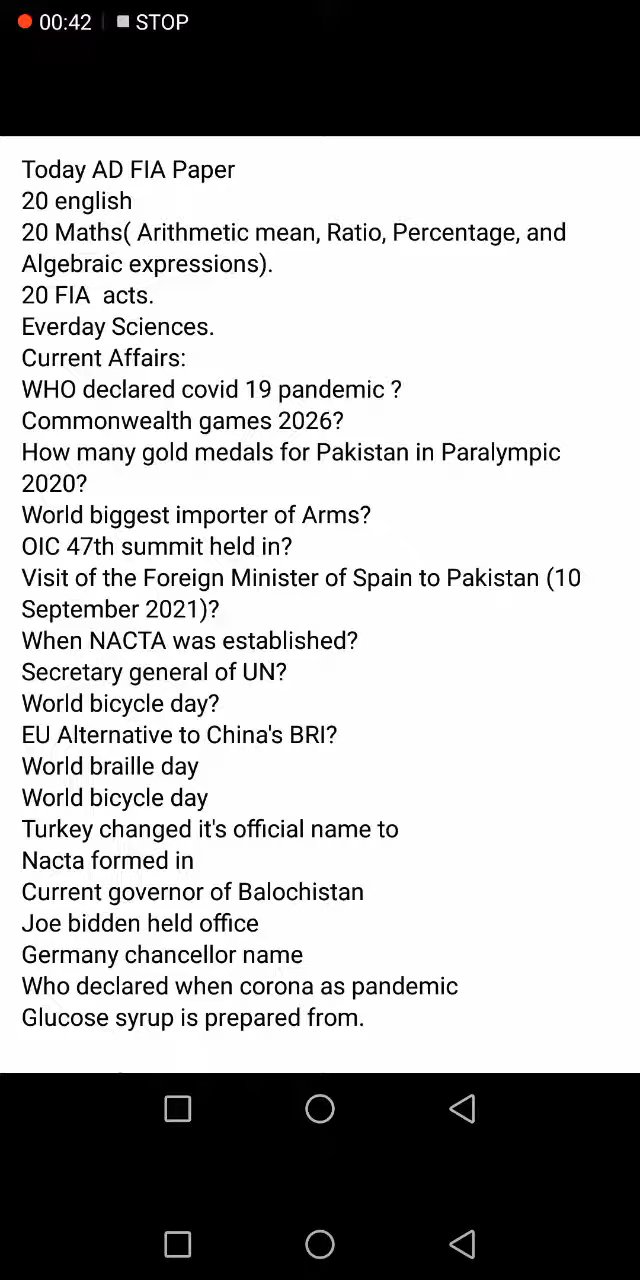 00:42 STOP
Today AD FIA Paper
20 english
20 Maths( Arithmetic mean, Ratio, Percentage, and
Algebraic expressions).
20 FIA  acts.
Everday Sciences.
Current Affairs:
WHO declared covid 19 pandemic ?
Commonwealth games 2026?
How many gold medals for Pakistan in Paralympic
2020?
World biggest importer of Arms?
OIC 47th summit held in?
Visit of the Foreign Minister of Spain to Pakistan (10
September 2021)?
When NACTA was established?
Secretary general of UN?
World bicycle day?
EU Alternative to China's BRI?
World braille day
World bicycle day
Turkey changed it's official name to
Nacta formed in
Current governor of Balochistan
Joe bidden held office
Germany chancellor name
Who declared when corona as pandemic
Glucose syrup is prepared from.